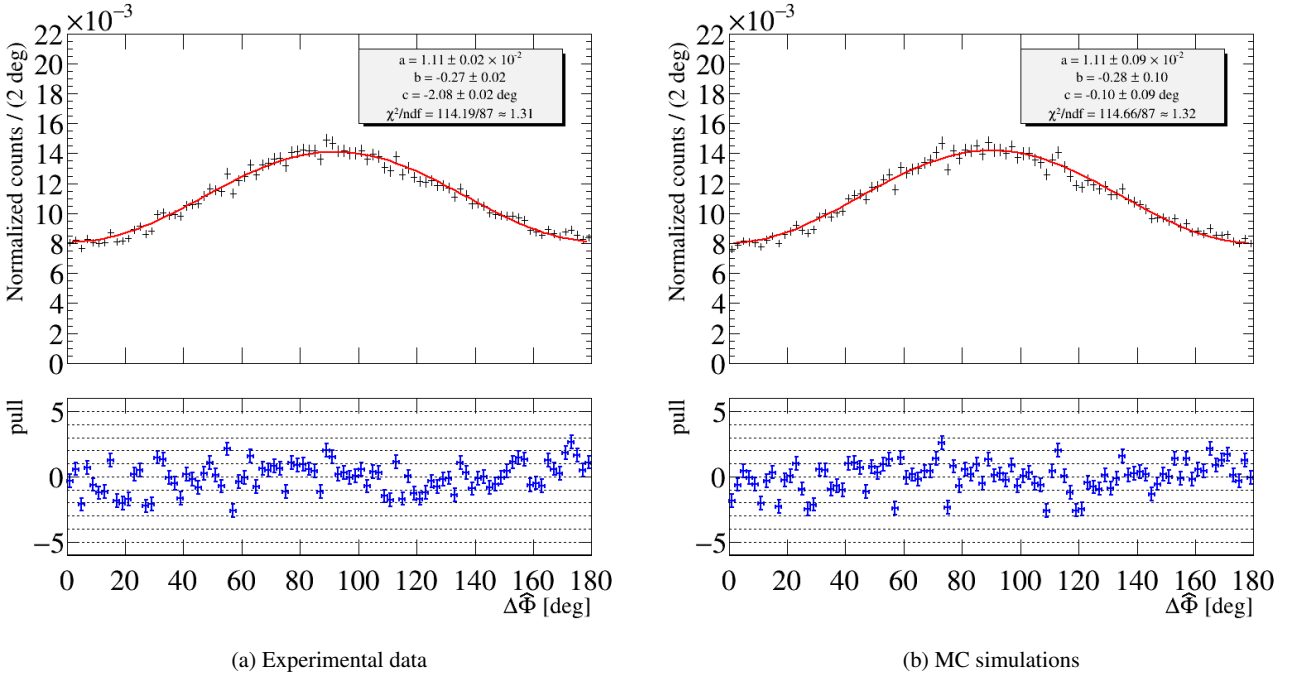 ×10⁻³
Normalized counts / (2 deg)
22
20
18
16
14
12
10
8
6
4
2
0
a = 1.11 ± 0.02 × 10⁻²
b = -0.27 ± 0.02
c = -2.08 ± 0.02 deg
χ²/ndf = 114.19/87 ≈ 1.31
pull
5
0
−5
0 20 40 60 80 100 120 140 160 180
ΔΦ̂ [deg]
(a) Experimental data
×10⁻³
Normalized counts / (2 deg)
22
20
18
16
14
12
10
8
6
4
2
0
a = 1.11 ± 0.09 × 10⁻²
b = -0.28 ± 0.10
c = -0.10 ± 0.09 deg
χ²/ndf = 114.66/87 ≈ 1.32
pull
5
0
−5
0 20 40 60 80 100 120 140 160 180
ΔΦ̂ [deg]
(b) MC simulations